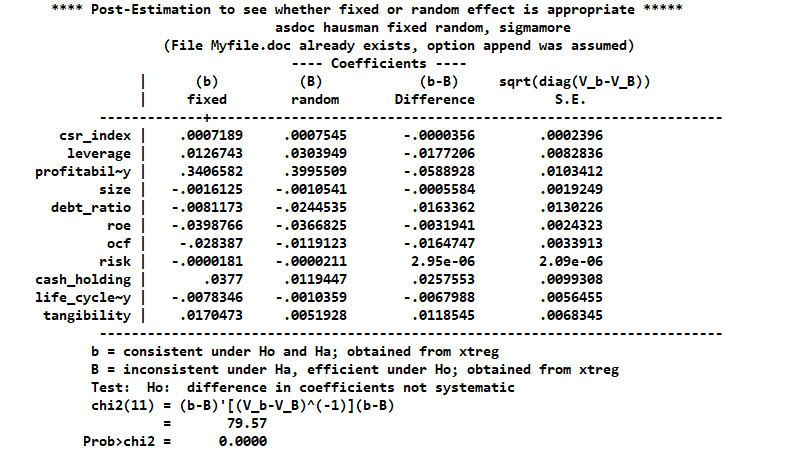 **** Post-Estimation to see whether fixed or random effect is appropriate *****
asdoc hausman fixed random, sigmamore
(File Myfile.doc already exists, option append was assumed)
---- Coefficients ----
| (b) (B) (b-B) sqrt(diag(V_b-V_B))
| fixed random Difference S.E.
-------------+----------------------------------------------------------------
csr_index | .0007189 .0007545 -.0000356 .0002396
leverage | .0126743 .0303949 -.0177206 .0082836
profitabil~y | .3406582 .3995509 -.0588928 .0103412
size | -.0016125 -.0010541 -.0005584 .0019249
debt_ratio | -.0081173 -.0244535 .0163362 .0130226
roe | -.0398766 -.0366825 -.0031941 .0024323
ocf | -.028387 -.0119123 -.0164747 .0033913
risk | -.0000181 -.0000211 2.95e-06 2.09e-06
cash_holding | .0377 .0119447 .0257553 .0099308
life_cycle~y | -.0078346 -.0010359 -.0067988 .0056455
tangibility | .0170473 .0051928 .0118545 .0068345
------------------------------------------------------------------------------
b = consistent under Ho and Ha; obtained from xtreg
B = inconsistent under Ha, efficient under Ho; obtained from xtreg
Test: Ho: difference in coefficients not systematic
chi2(11) = (b-B)'[(V_b-V_B)^(-1)](b-B)
= 79.57
Prob>chi2 = 0.0000